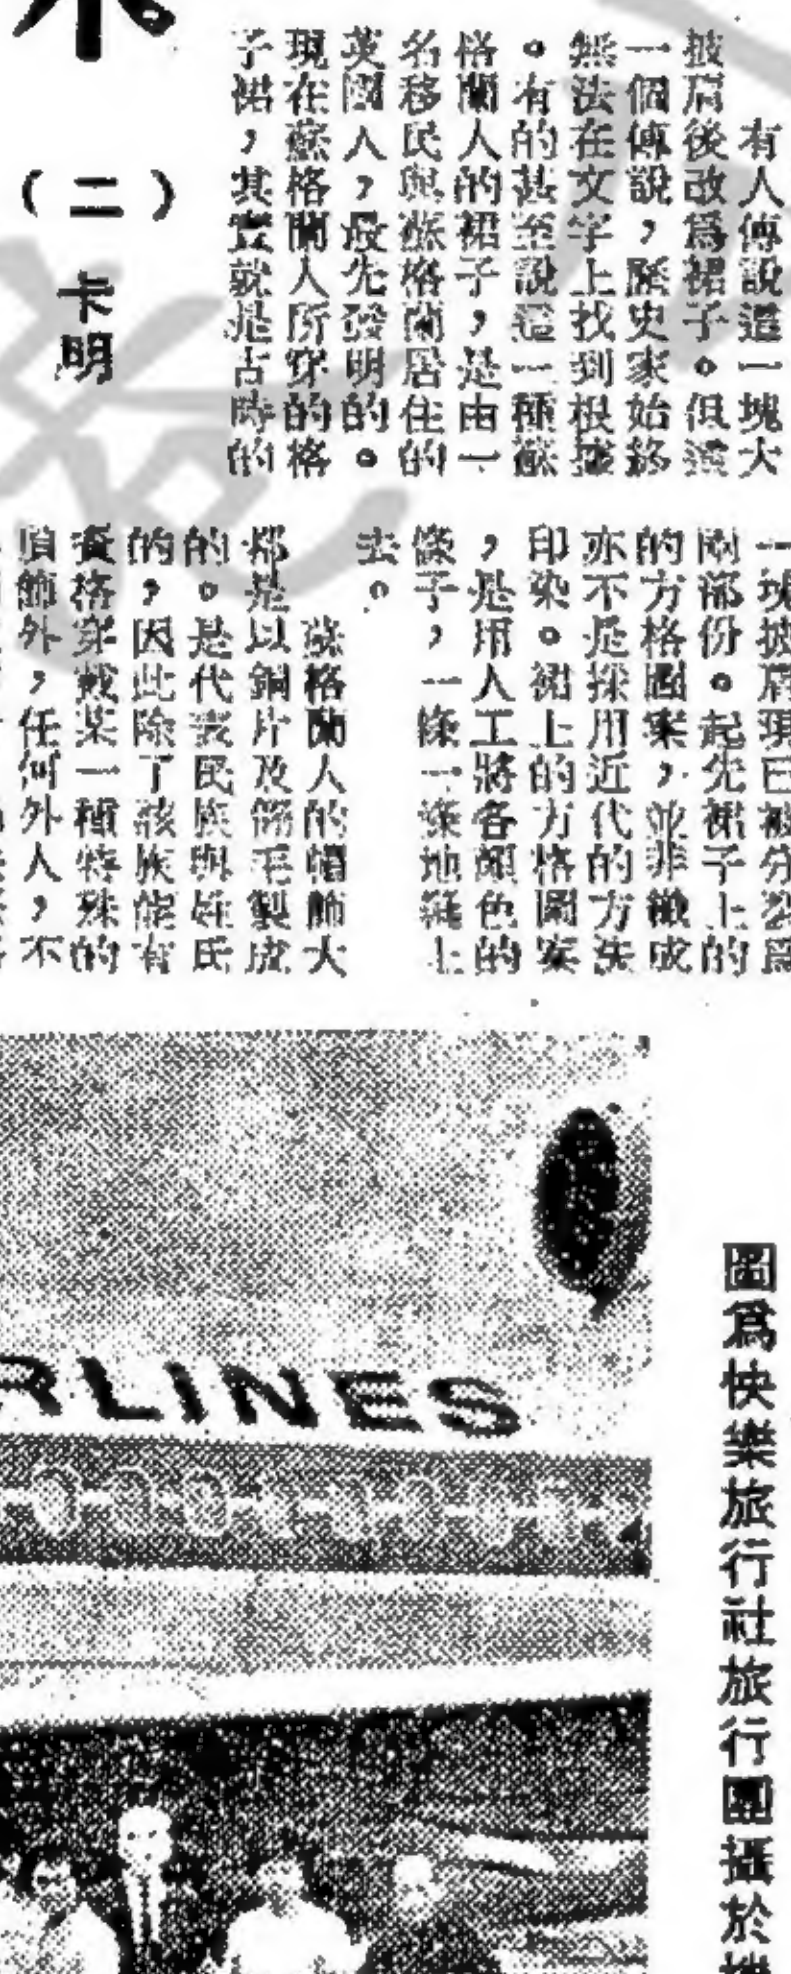 （二）
卡明
有人傳說這一塊大
披肩後改爲裙子。但這
一個傳說，歷史家始終
無法在文字上找到根據
。有的甚至說這一種蘇
格蘭人的裙子，是由一
名移民與蘇格蘭居住的
英國人，最先發明的。
現在蘇格蘭人所穿的格
子裙，其實就是古時的
一塊披肩現已被分裂爲
兩部份。起先裙子上的
的方格圖案，並非織成
亦不是採用近代的方法
印染。裙上的方格圖案
，是用人工將各顏色的
條子，一條一條地縫上
去。
蘇格蘭人的帽飾大
都是以銅片及羽毛製成
的。是代表民族與姓氏
的，因此除了該族能有
資格穿戴某一種特殊的
頭飾外，任何外人，不
RLINES
圖爲快樂旅行社旅行團攝於機